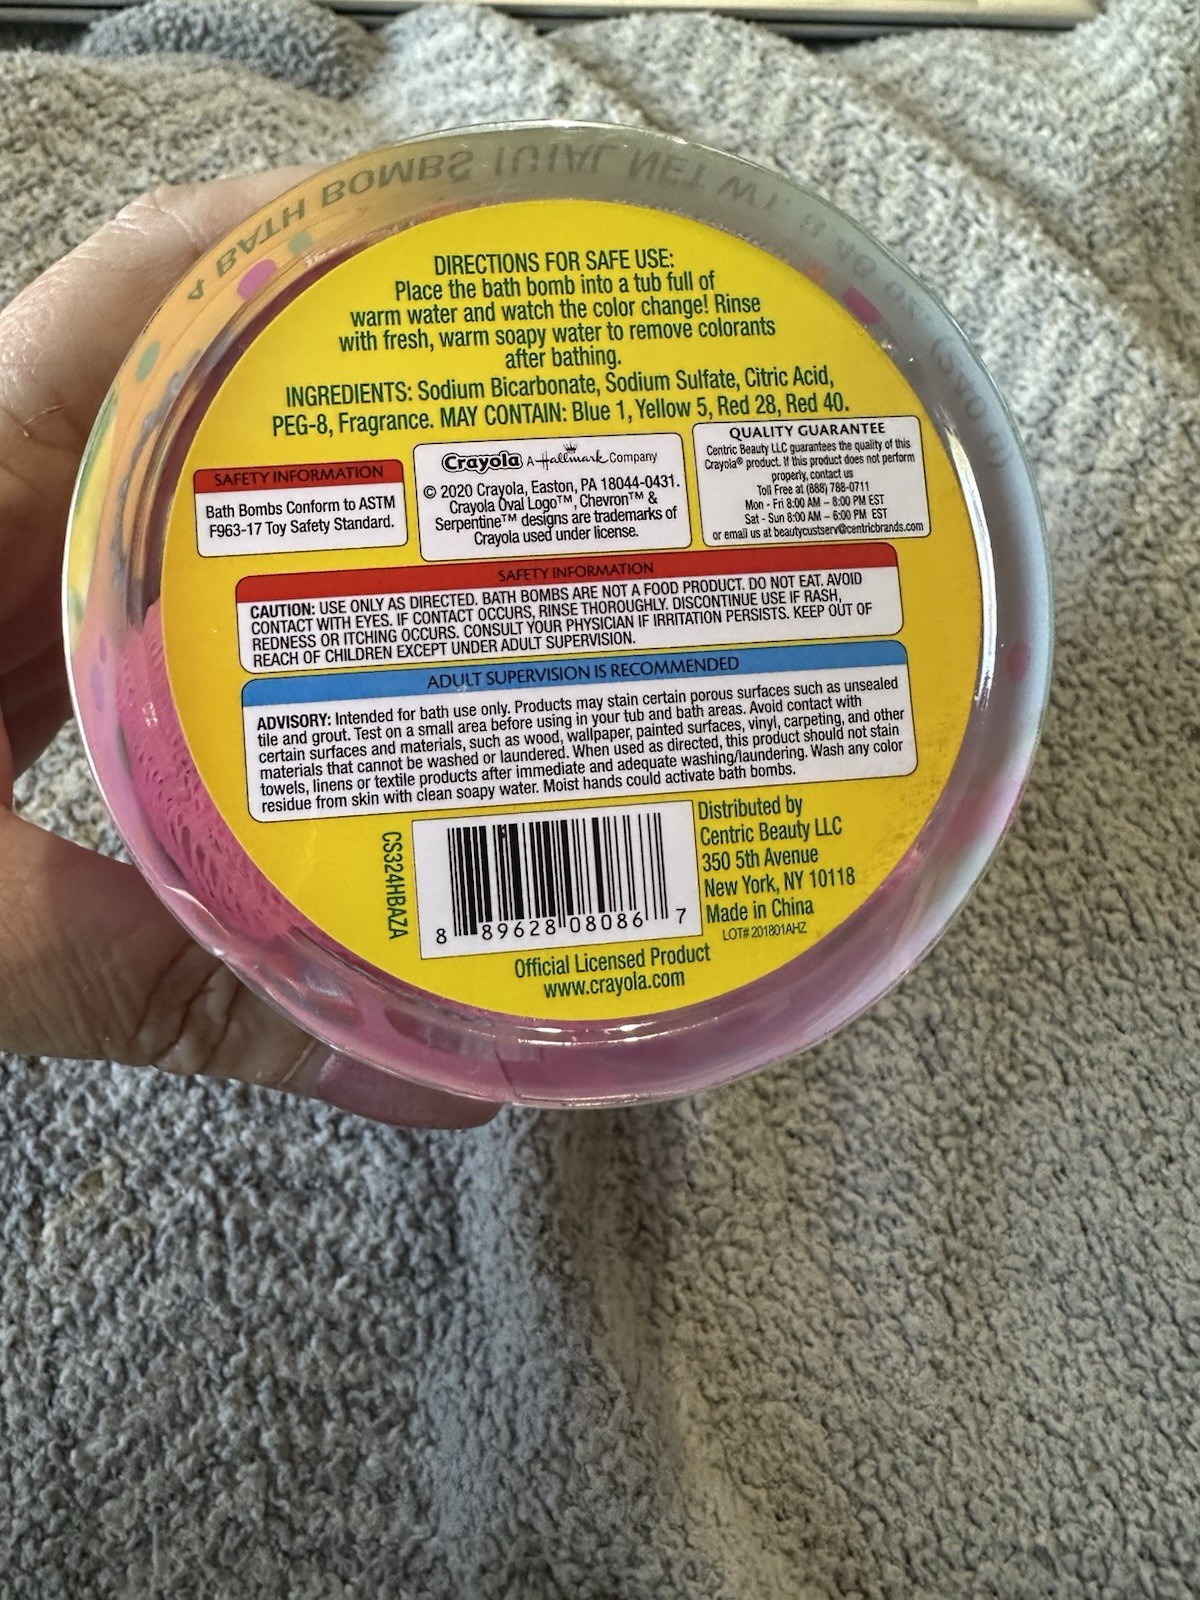 4 BATH BOMBS TOTAL NET WT.
DIRECTIONS FOR SAFE USE:
Place the bath bomb into a tub full of
warm water and watch the color change! Rinse
with fresh, warm soapy water to remove colorants
after bathing.
INGREDIENTS: Sodium Bicarbonate, Sodium Sulfate, Citric Acid,
PEG-8, Fragrance. MAY CONTAIN: Blue 1, Yellow 5, Red 28, Red 40.
SAFETY INFORMATION
Bath Bombs Conform to ASTM
F963-17 Toy Safety Standard.
Crayola A Hallmark Company
© 2020 Crayola, Easton, PA 18044-0431.
Crayola Oval Logo™, Chevron™ &
Serpentine™ designs are trademarks of
Crayola used under license.
QUALITY GUARANTEE
Centric Beauty LLC guarantees the quality of this
Crayola® product. If this product does not perform
properly, contact us
Toll Free at (888) 788-0711
Mon - Fri 8:00 AM – 8:00 PM EST
Sat - Sun 8:00 AM – 6:00 PM EST
or email us at beautycustserv@centricbrands.com
SAFETY INFORMATION
CAUTION: USE ONLY AS DIRECTED. BATH BOMBS ARE NOT A FOOD PRODUCT. DO NOT EAT. AVOID
CONTACT WITH EYES. IF CONTACT OCCURS, RINSE THOROUGHLY. DISCONTINUE USE IF RASH,
REDNESS OR ITCHING OCCURS. CONSULT YOUR PHYSICIAN IF IRRITATION PERSISTS. KEEP OUT OF
REACH OF CHILDREN EXCEPT UNDER ADULT SUPERVISION.
ADULT SUPERVISION IS RECOMMENDED
ADVISORY: Intended for bath use only. Products may stain certain porous surfaces such as unsealed
tile and grout. Test on a small area before using in your tub and bath areas. Avoid contact with
certain surfaces and materials, such as wood, wallpaper, painted surfaces, vinyl, carpeting, and other
materials that cannot be washed or laundered. When used as directed, this product should not stain
towels, linens or textile products after immediate and adequate washing/laundering. Wash any color
residue from skin with clean soapy water. Moist hands could activate bath bombs.
CS324HBAZA
8 89628 08086 7
Distributed by
Centric Beauty LLC
350 5th Avenue
New York, NY 10118
Made in China
LOT# 201801AHZ
Official Licensed Product
www.crayola.com